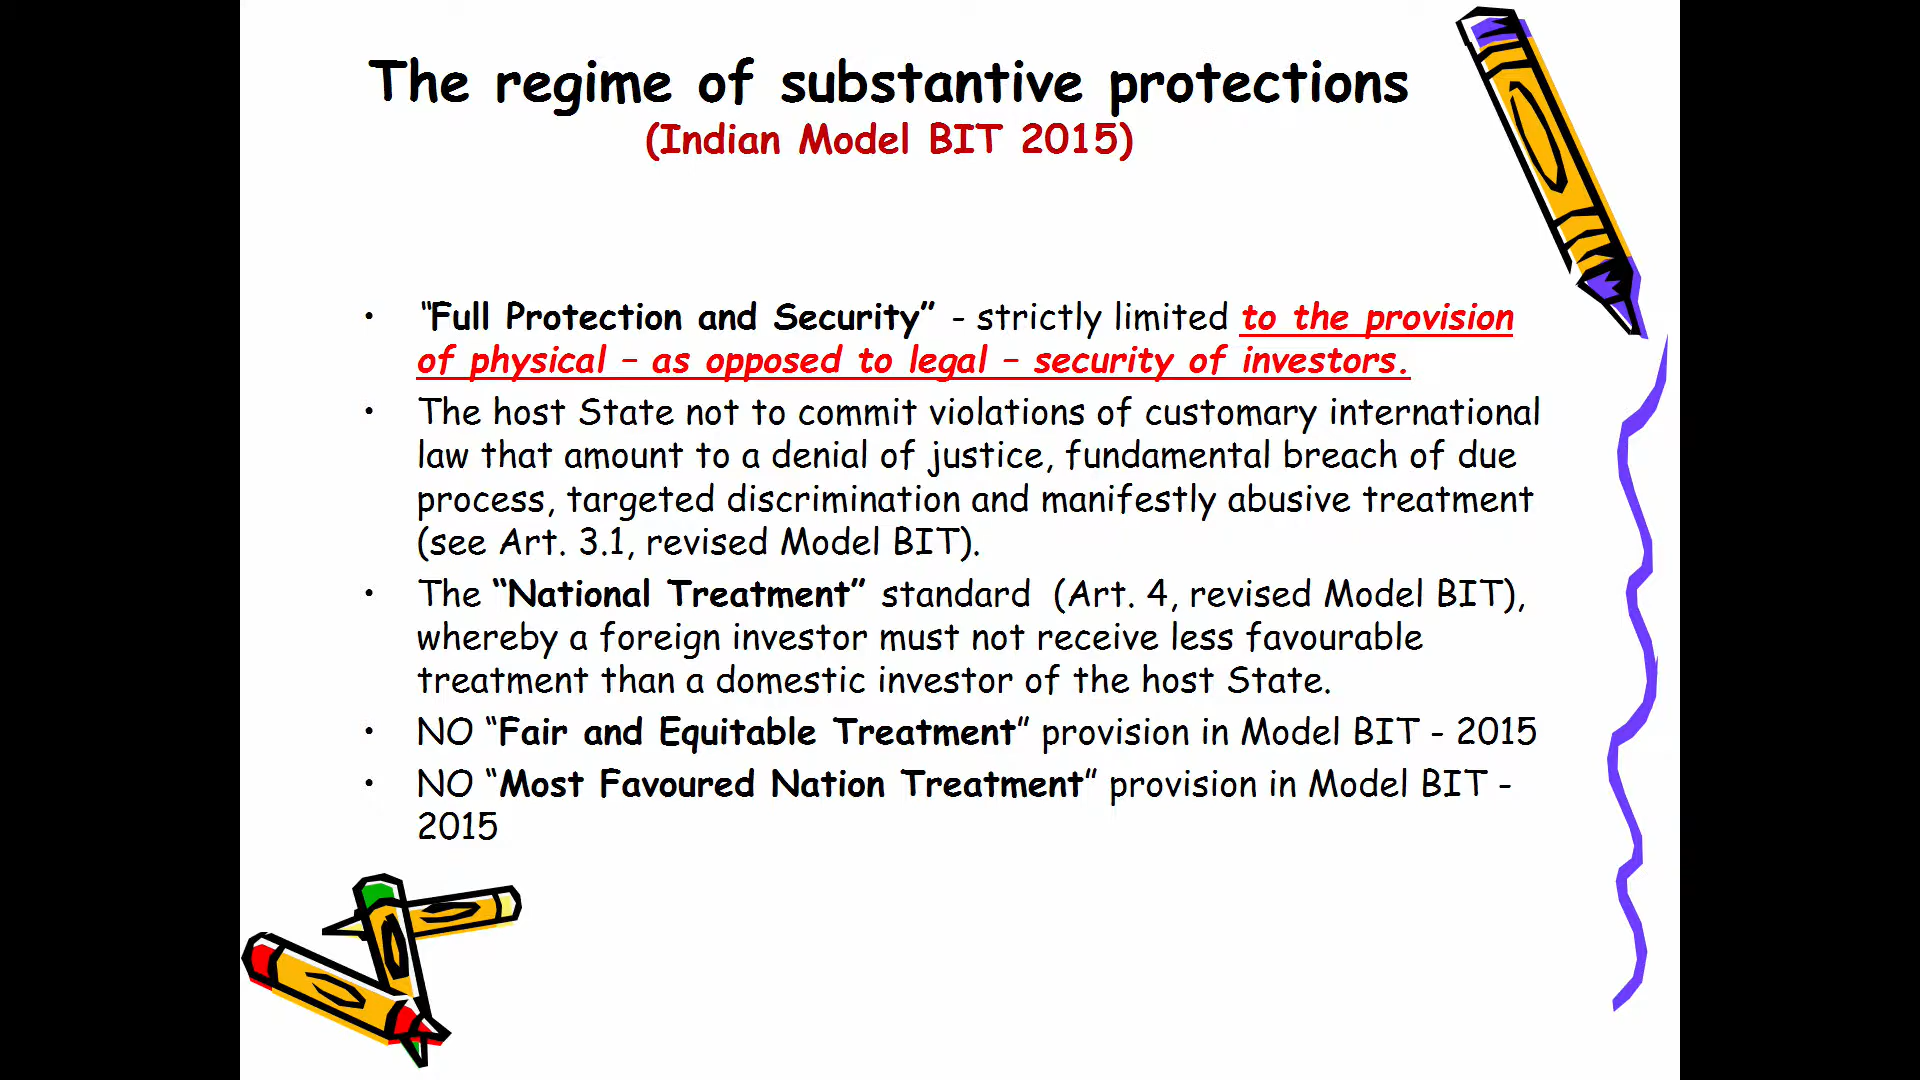 The regime of substantive protections
(Indian Model BIT 2015)
• “Full Protection and Security” - strictly limited to the provision
of physical – as opposed to legal – security of investors.
• The host State not to commit violations of customary international
law that amount to a denial of justice, fundamental breach of due
process, targeted discrimination and manifestly abusive treatment
(see Art. 3.1, revised Model BIT).
• The “National Treatment” standard (Art. 4, revised Model BIT),
whereby a foreign investor must not receive less favourable
treatment than a domestic investor of the host State.
• NO “Fair and Equitable Treatment” provision in Model BIT - 2015
• NO “Most Favoured Nation Treatment” provision in Model BIT -
2015